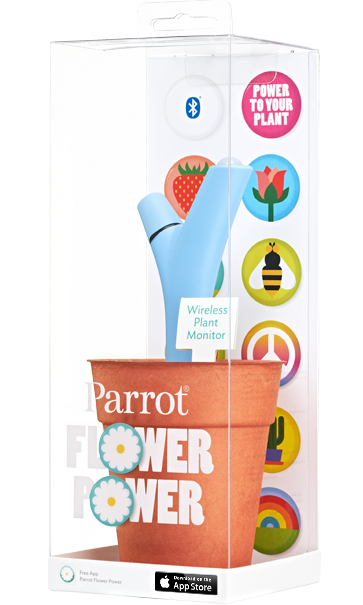 POWER
TO YOUR
PLANT
Wireless
Plant
Monitor
Parrot®
FLOWER
POWER
Free App
Parrot Flower Power
Download on the
App Store